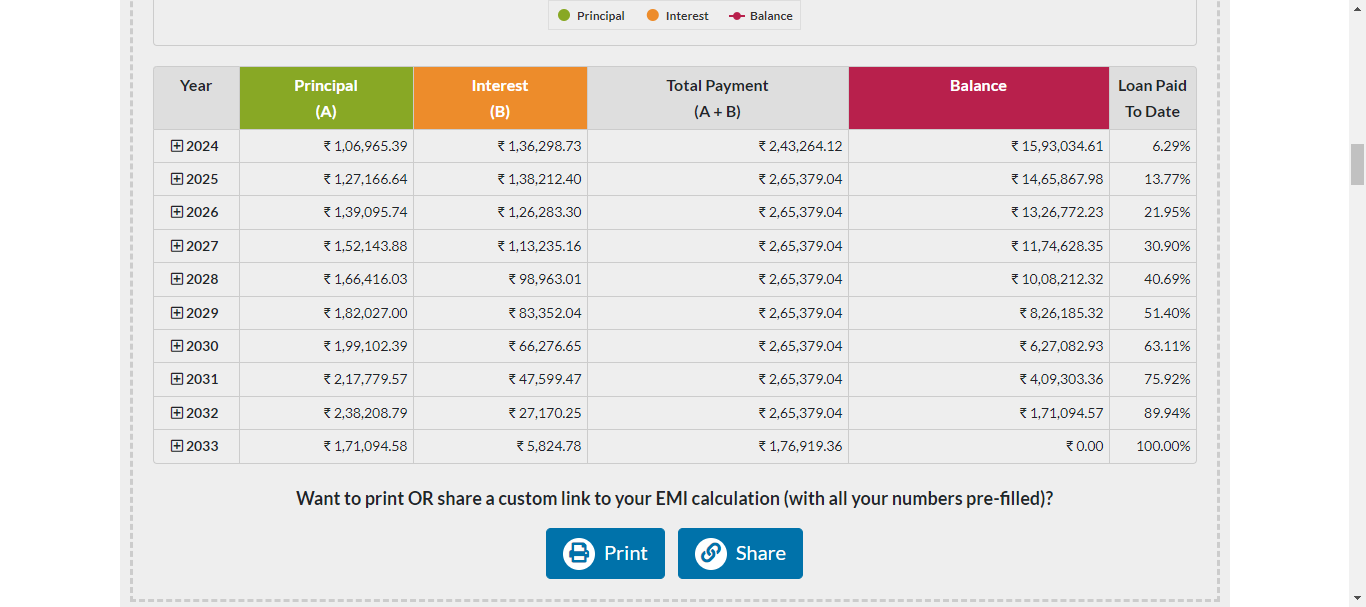 Principal Interest Balance
Year Principal Interest Total Payment Balance Loan Paid
(A) (B) (A + B) To Date
2024 ₹ 1,06,965.39 ₹ 1,36,298.73 ₹ 2,43,264.12 ₹ 15,93,034.61 6.29%
2025 ₹ 1,27,166.64 ₹ 1,38,212.40 ₹ 2,65,379.04 ₹ 14,65,867.98 13.77%
2026 ₹ 1,39,095.74 ₹ 1,26,283.30 ₹ 2,65,379.04 ₹ 13,26,772.23 21.95%
2027 ₹ 1,52,143.88 ₹ 1,13,235.16 ₹ 2,65,379.04 ₹ 11,74,628.35 30.90%
2028 ₹ 1,66,416.03 ₹ 98,963.01 ₹ 2,65,379.04 ₹ 10,08,212.32 40.69%
2029 ₹ 1,82,027.00 ₹ 83,352.04 ₹ 2,65,379.04 ₹ 8,26,185.32 51.40%
2030 ₹ 1,99,102.39 ₹ 66,276.65 ₹ 2,65,379.04 ₹ 6,27,082.93 63.11%
2031 ₹ 2,17,779.57 ₹ 47,599.47 ₹ 2,65,379.04 ₹ 4,09,303.36 75.92%
2032 ₹ 2,38,208.79 ₹ 27,170.25 ₹ 2,65,379.04 ₹ 1,71,094.57 89.94%
2033 ₹ 1,71,094.58 ₹ 5,824.78 ₹ 1,76,919.36 ₹ 0.00 100.00%
Want to print OR share a custom link to your EMI calculation (with all your numbers pre-filled)?
Print Share